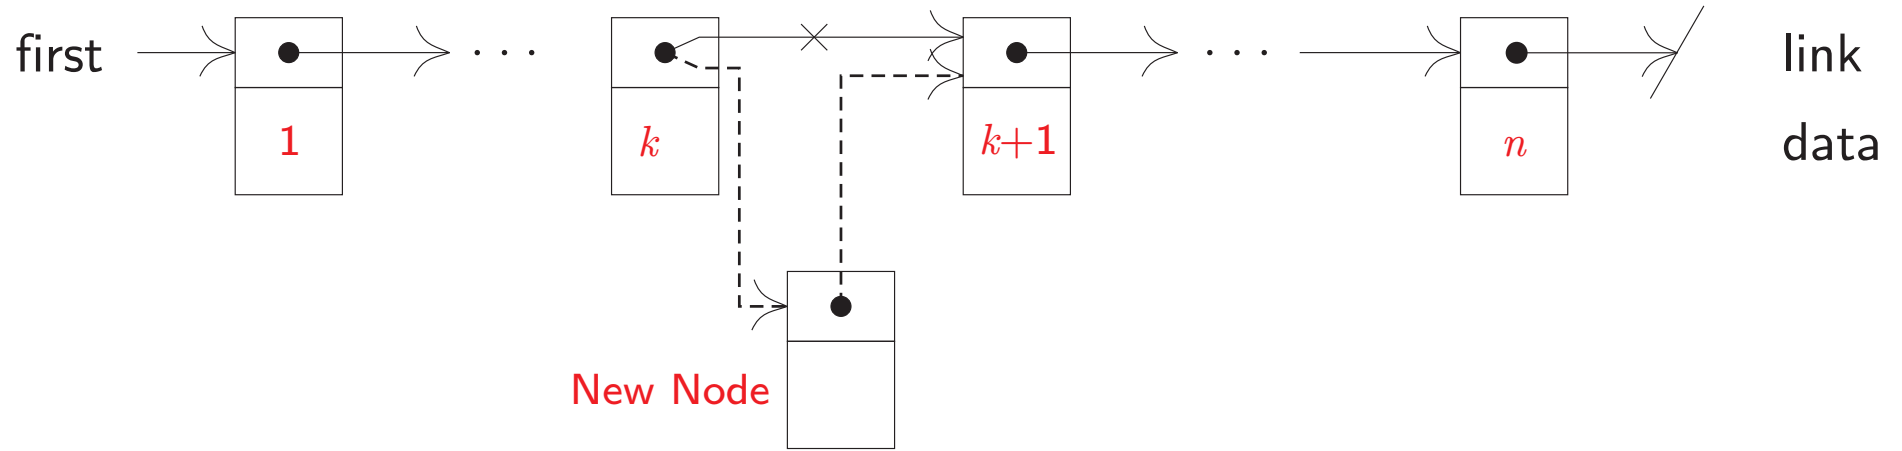 first · · · · · · link
1 k k+1 n data
New Node